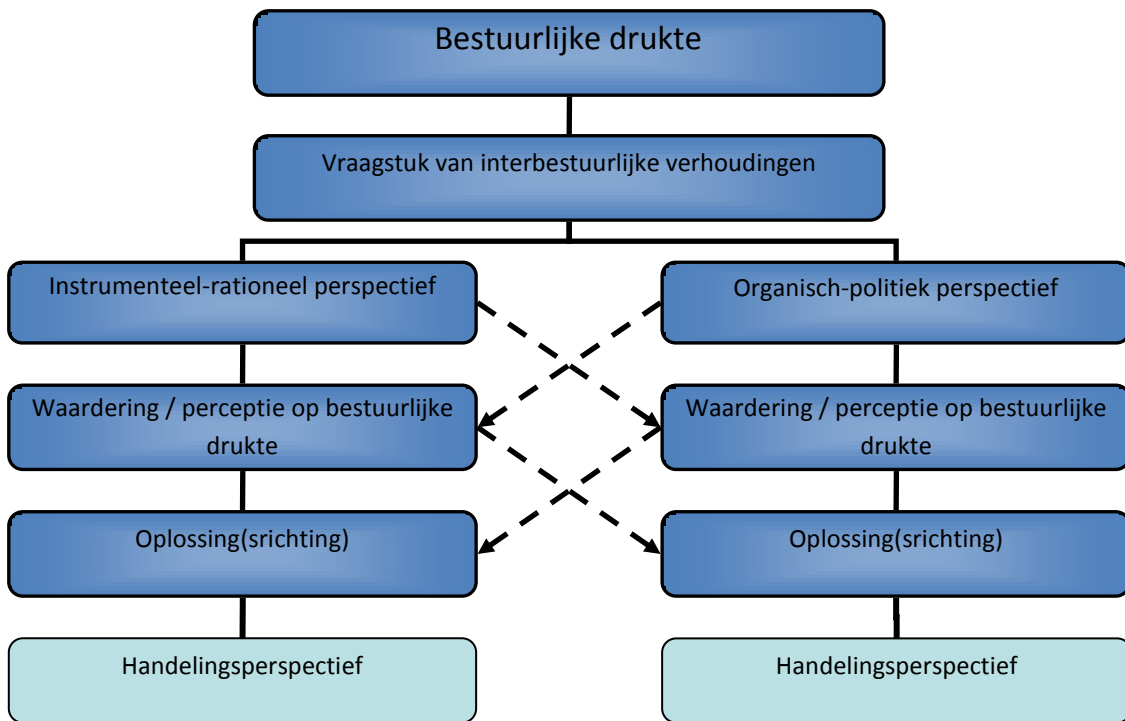 Bestuurlijke drukte
Vraagstuk van interbestuurlijke verhoudingen
Instrumenteel-rationeel perspectief
Organisch-politiek perspectief
Waardering / perceptie op bestuurlijke
drukte
Waardering / perceptie op bestuurlijke
drukte
Oplossing(srichting)
Oplossing(srichting)
Handelingsperspectief
Handelingsperspectief